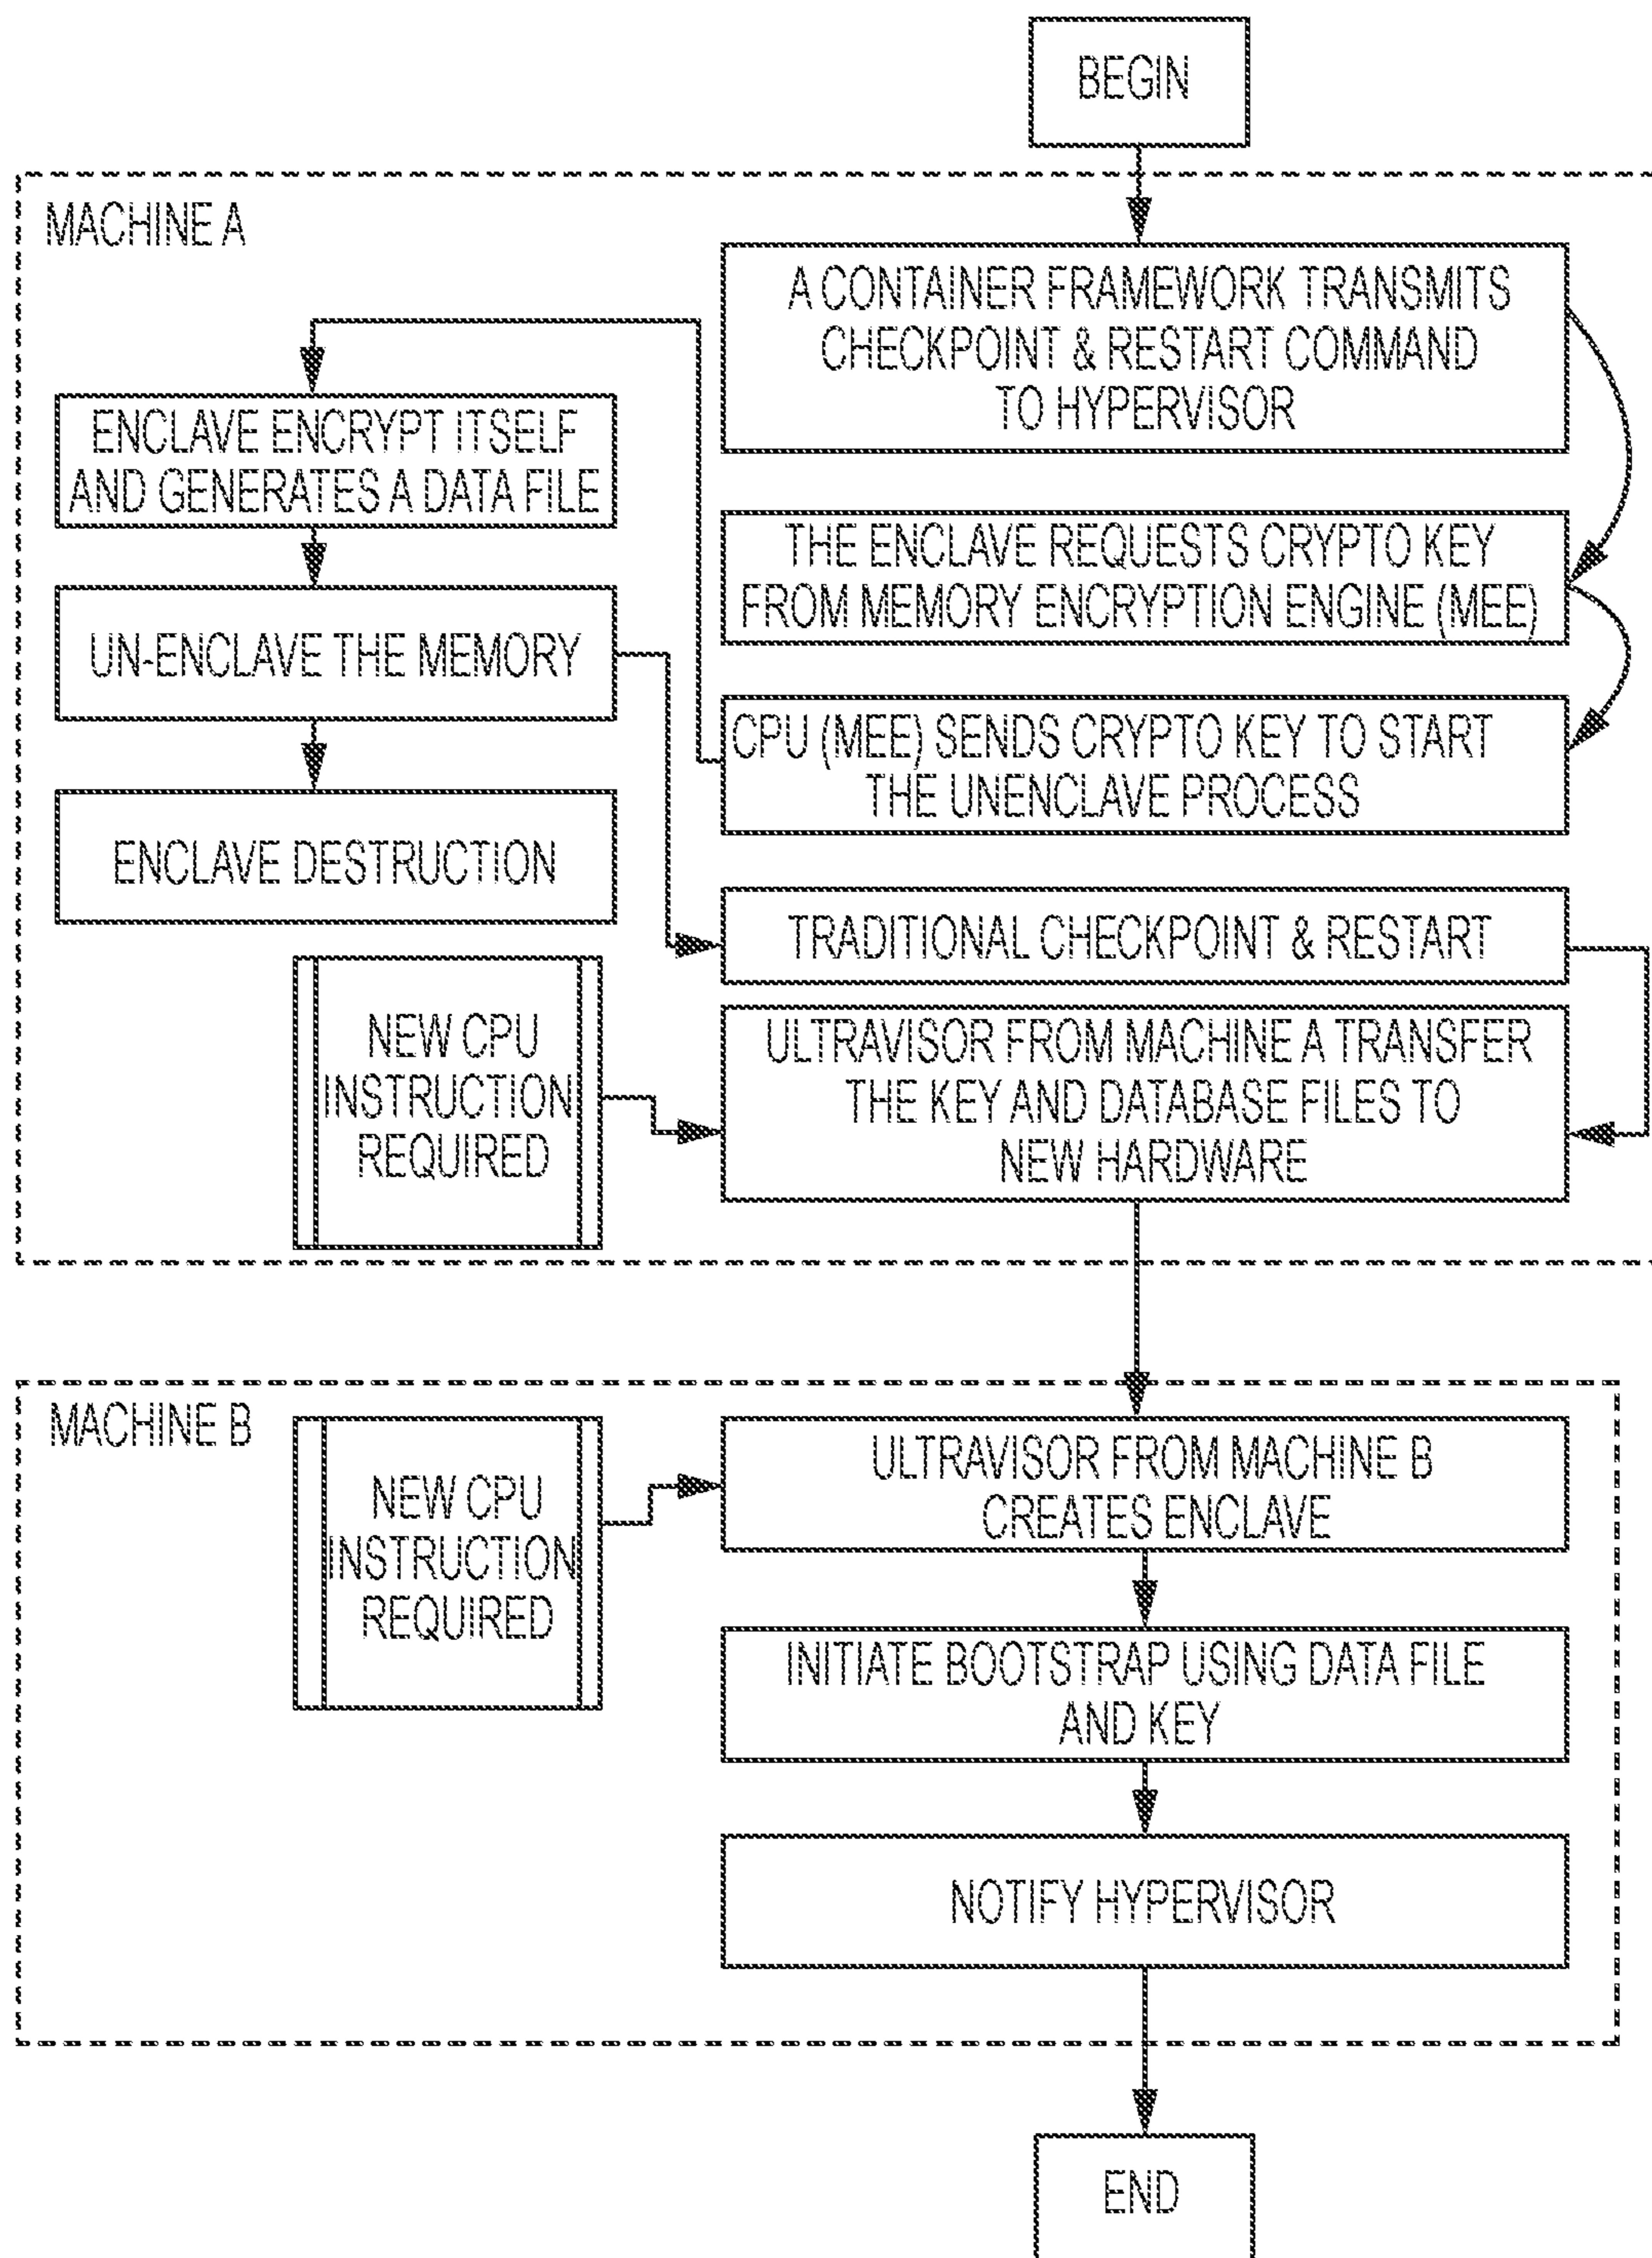 BEGIN
MACHINE A
A CONTAINER FRAMEWORK TRANSMITS
CHECKPOINT & RESTART COMMAND
TO HYPERVISOR
THE ENCLAVE REQUESTS CRYPTO KEY
FROM MEMORY ENCRYPTION ENGINE (MEE)
CPU (MEE) SENDS CRYPTO KEY TO START
THE UNENCLAVE PROCESS
ENCLAVE ENCRYPT ITSELF
AND GENERATES A DATA FILE
UN-ENCLAVE THE MEMORY
ENCLAVE DESTRUCTION
TRADITIONAL CHECKPOINT & RESTART
NEW CPU
INSTRUCTION
REQUIRED
ULTRAVISOR FROM MACHINE A TRANSFER
THE KEY AND DATABASE FILES TO
NEW HARDWARE
MACHINE B
NEW CPU
INSTRUCTION
REQUIRED
ULTRAVISOR FROM MACHINE B
CREATES ENCLAVE
INITIATE BOOTSTRAP USING DATA FILE
AND KEY
NOTIFY HYPERVISOR
END